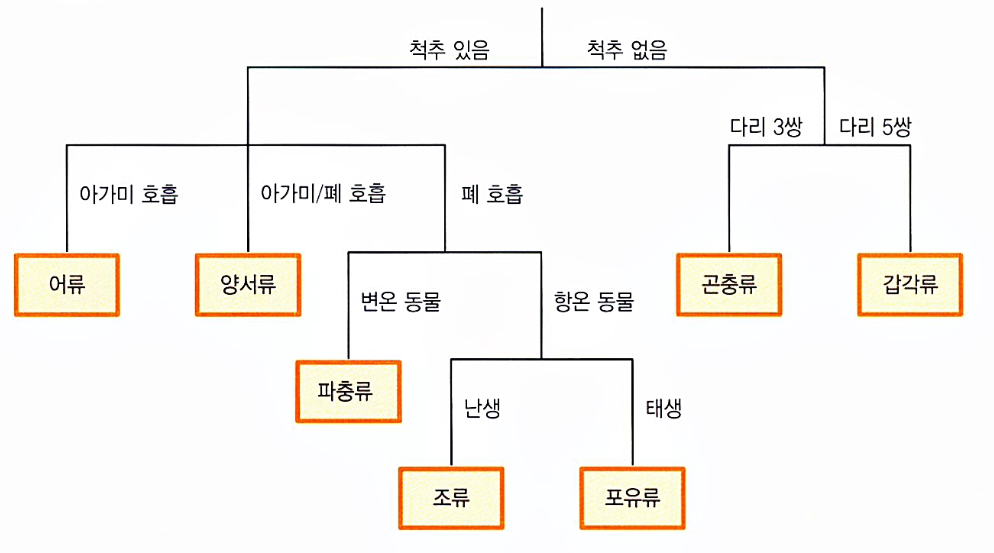 척추 있음
척추 없음
다리 3쌍
다리 5쌍
아가미 호흡
아가미/폐 호흡
폐 호흡
어류
양서류
곤충류
갑각류
변온 동물
항온 동물
파충류
난생
태생
조류
포유류